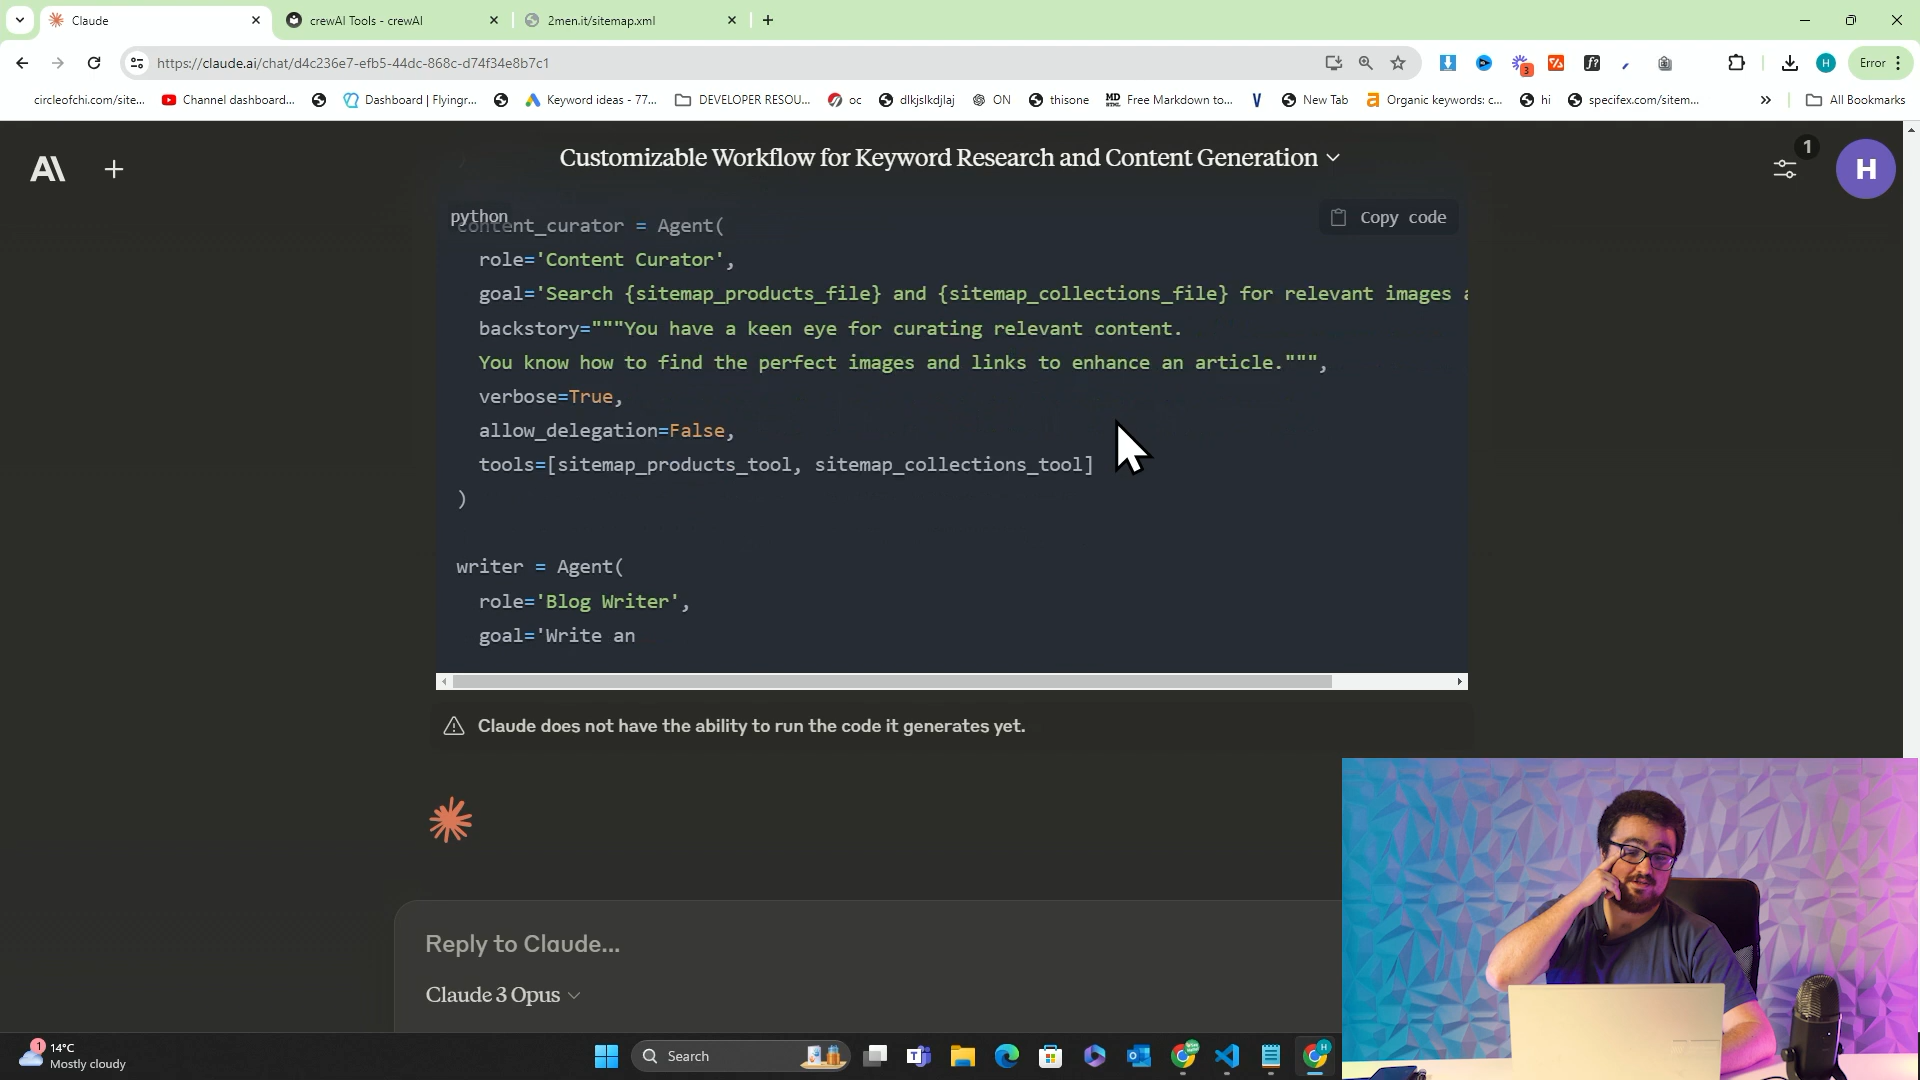 Claude
crewAI Tools - crewAI
2men.it/sitemap.xml
https://claude.ai/chat/d4c236e7-efb5-44dc-868c-d74f34e8b7c1
3
f?
H
Error
circleofchi.com/site...
Channel dashboard...
Dashboard | Flyingr...
Keyword ideas - 77...
DEVELOPER RESOU...
oc
dlkjslkdjlaj
ON
thisone
MD
Free Markdown to...
V
New Tab
Organic keywords: c...
hi
specifex.com/sitem...
»
All Bookmarks
A\
Customizable Workflow for Keyword Research and Content Generation
1
H
python
Copy code
content_curator = Agent(
role='Content Curator',
goal='Search {sitemap_products_file} and {sitemap_collections_file} for relevant images a
backstory="""You have a keen eye for curating relevant content.
You know how to find the perfect images and links to enhance an article.""",
verbose=True,
allow_delegation=False,
tools=[sitemap_products_tool, sitemap_collections_tool]
)
writer = Agent(
role='Blog Writer',
goal='Write an
Claude does not have the ability to run the code it generates yet.
Reply to Claude...
Claude 3 Opus
1
14°C
Mostly cloudy
Search